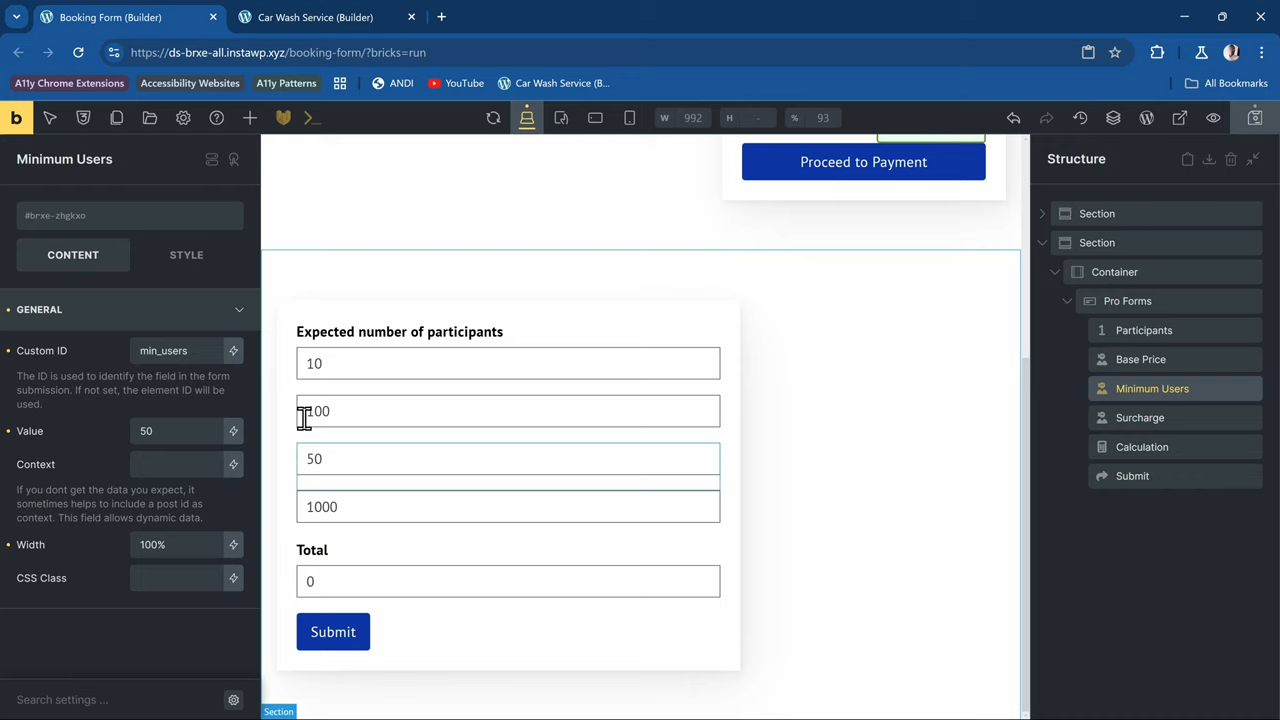 Booking Form (Builder)
Car Wash Service (Builder)
https://ds-brxe-all.instawp.xyz/booking-form/?bricks=run
A11y Chrome Extensions
Accessibility Websites
A11y Patterns
ANDI
YouTube
Car Wash Service (B...
All Bookmarks
b
W 992
H -
% 93
Minimum Users
#brxe-zhgkxo
CONTENT
STYLE
GENERAL
Custom ID
min_users
The ID is used to identify the field in the form
submission. If not set, the element ID will be
used.
Value
50
Context
If you dont get the data you expect, it
sometimes helps to include a post id as
context. This field allows dynamic data.
Width
100%
CSS Class
Search settings ...
Proceed to Payment
Expected number of participants
10
100
50
1000
Total
0
Submit
Section
Structure
Section
Section
Container
Pro Forms
1 Participants
Base Price
Minimum Users
Surcharge
Calculation
Submit